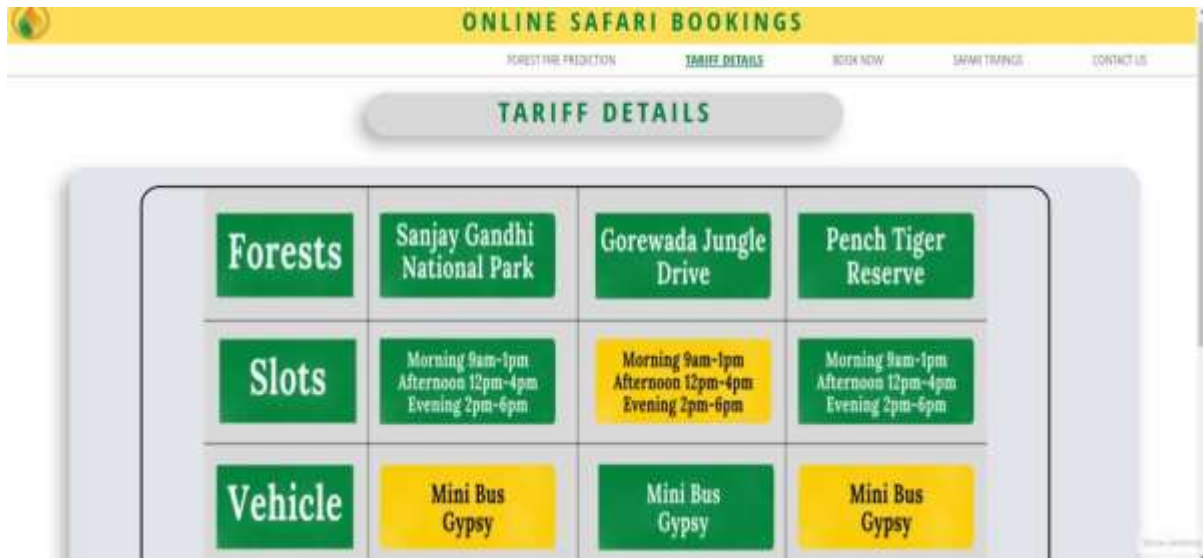 ONLINE SAFARI BOOKINGS
FOREST FIRE PREDICTION TARIFF DETAILS BOOK NOW SAFARI TIMINGS CONTACT US
TARIFF DETAILS
Forests
Sanjay Gandhi
National Park
Gorewada Jungle
Drive
Pench Tiger
Reserve
Slots
Morning 9am-1pm
Afternoon 12pm-4pm
Evening 2pm-6pm
Morning 9am-1pm
Afternoon 12pm-4pm
Evening 2pm-6pm
Morning 9am-1pm
Afternoon 12pm-4pm
Evening 2pm-6pm
Vehicle
Mini Bus
Gypsy
Mini Bus
Gypsy
Mini Bus
Gypsy